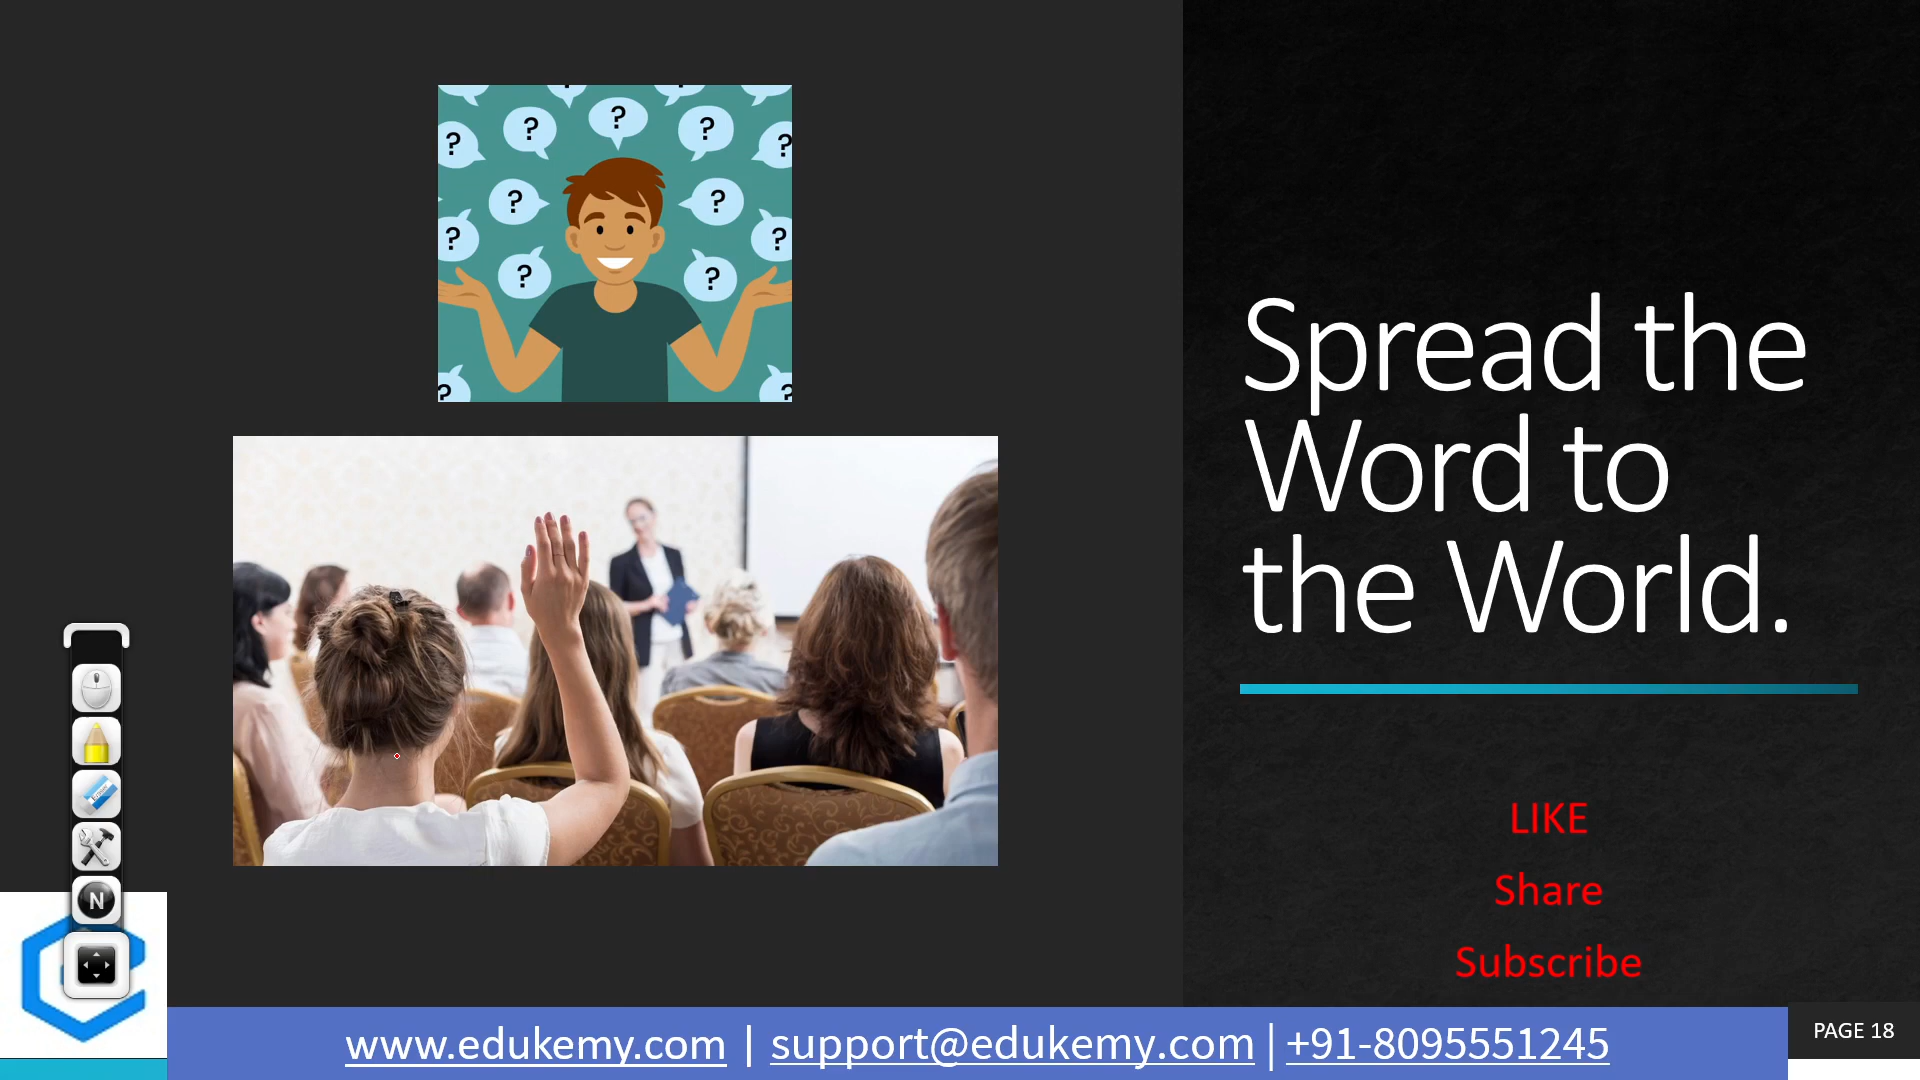 ? ? ? ? ?
? ?
? ?
? ?
? ?
Spread the
Word to
the World.
LIKE
Share
Subscribe
N
www.edukemy.com | support@edukemy.com | +91-8095551245
PAGE 18